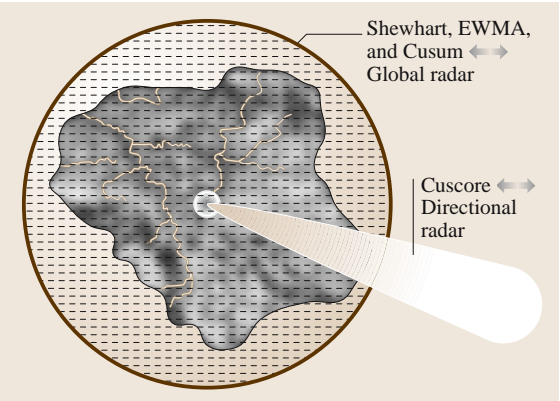 Shewhart, EWMA,
and Cusum ⟺
Global radar
Cuscore ⟺
Directional
radar